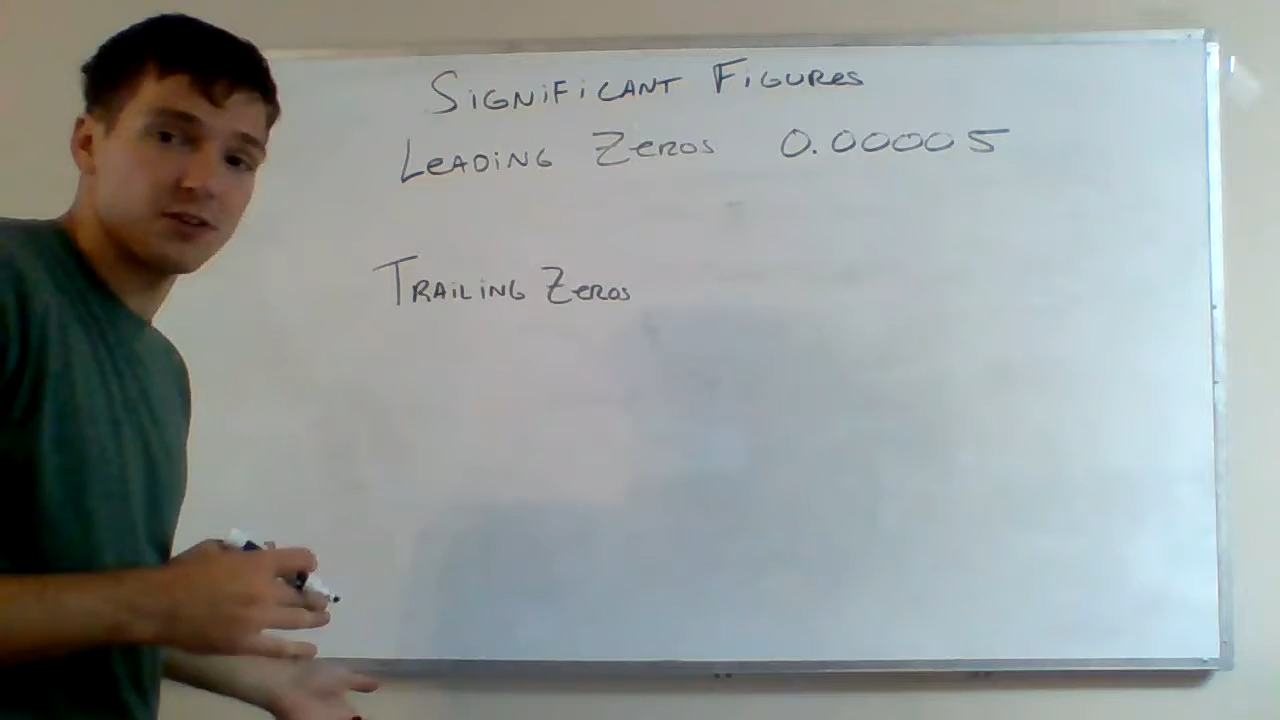 SIGNIFICANT FIGURES
LEADING ZEROS 0.00005
TRAILING ZEROS